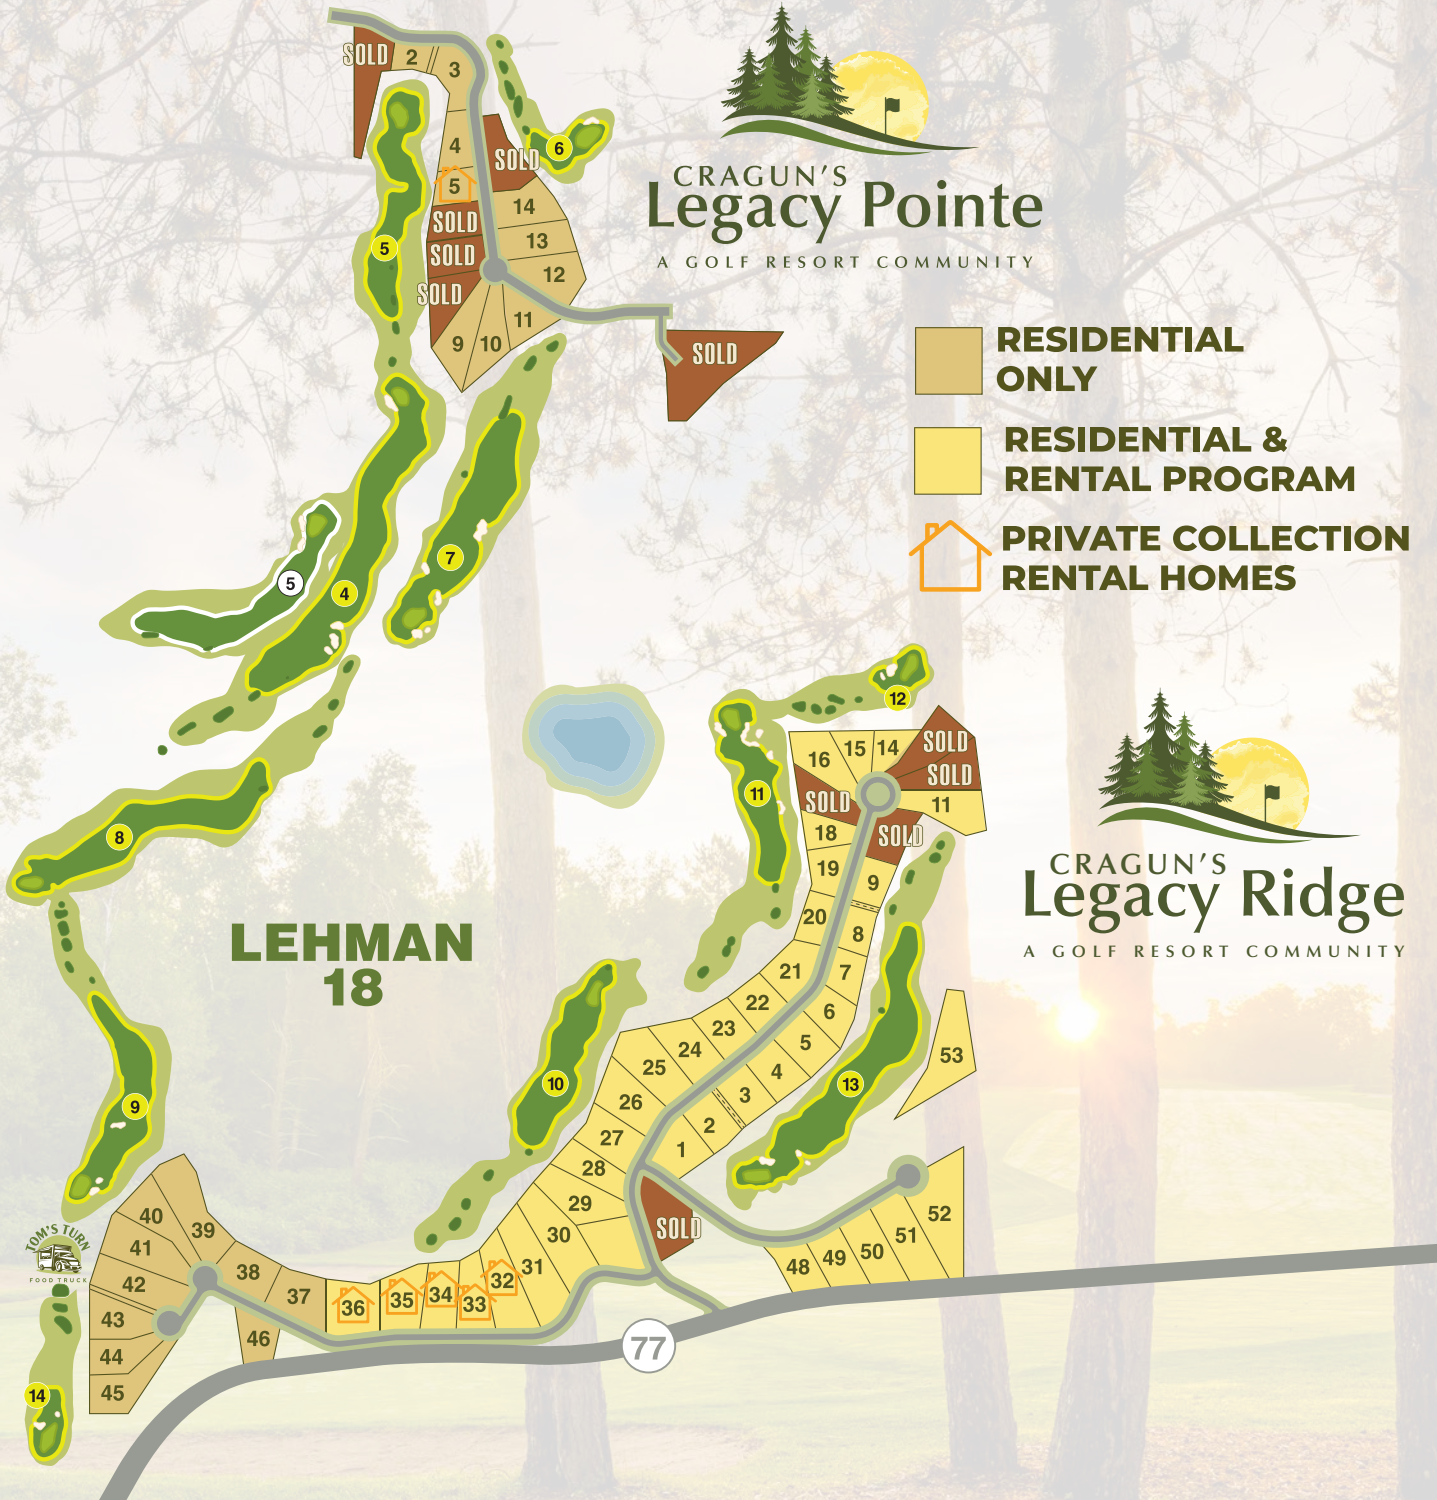 CRAGUN'S
Legacy Pointe
A GOLF RESORT COMMUNITY
RESIDENTIAL
ONLY
RESIDENTIAL &
RENTAL PROGRAM
PRIVATE COLLECTION
RENTAL HOMES
SOLD
2
3
4
5
SOLD
SOLD
SOLD
9
10
11
12
13
14
SOLD
SOLD
6
5
7
5
4
8
12
11
9
10
13
14
LEHMAN
18
CRAGUN'S
Legacy Ridge
A GOLF RESORT COMMUNITY
16
15
14
SOLD
SOLD
11
SOLD
SOLD
18
19
9
20
8
21
7
22
6
23
5
24
4
25
3
26
2
27
1
28
29
30
31
32
33
34
35
36
37
38
39
40
41
42
43
44
45
46
SOLD
48
49
50
51
52
53
77
TOM'S TURN
FOOD TRUCK